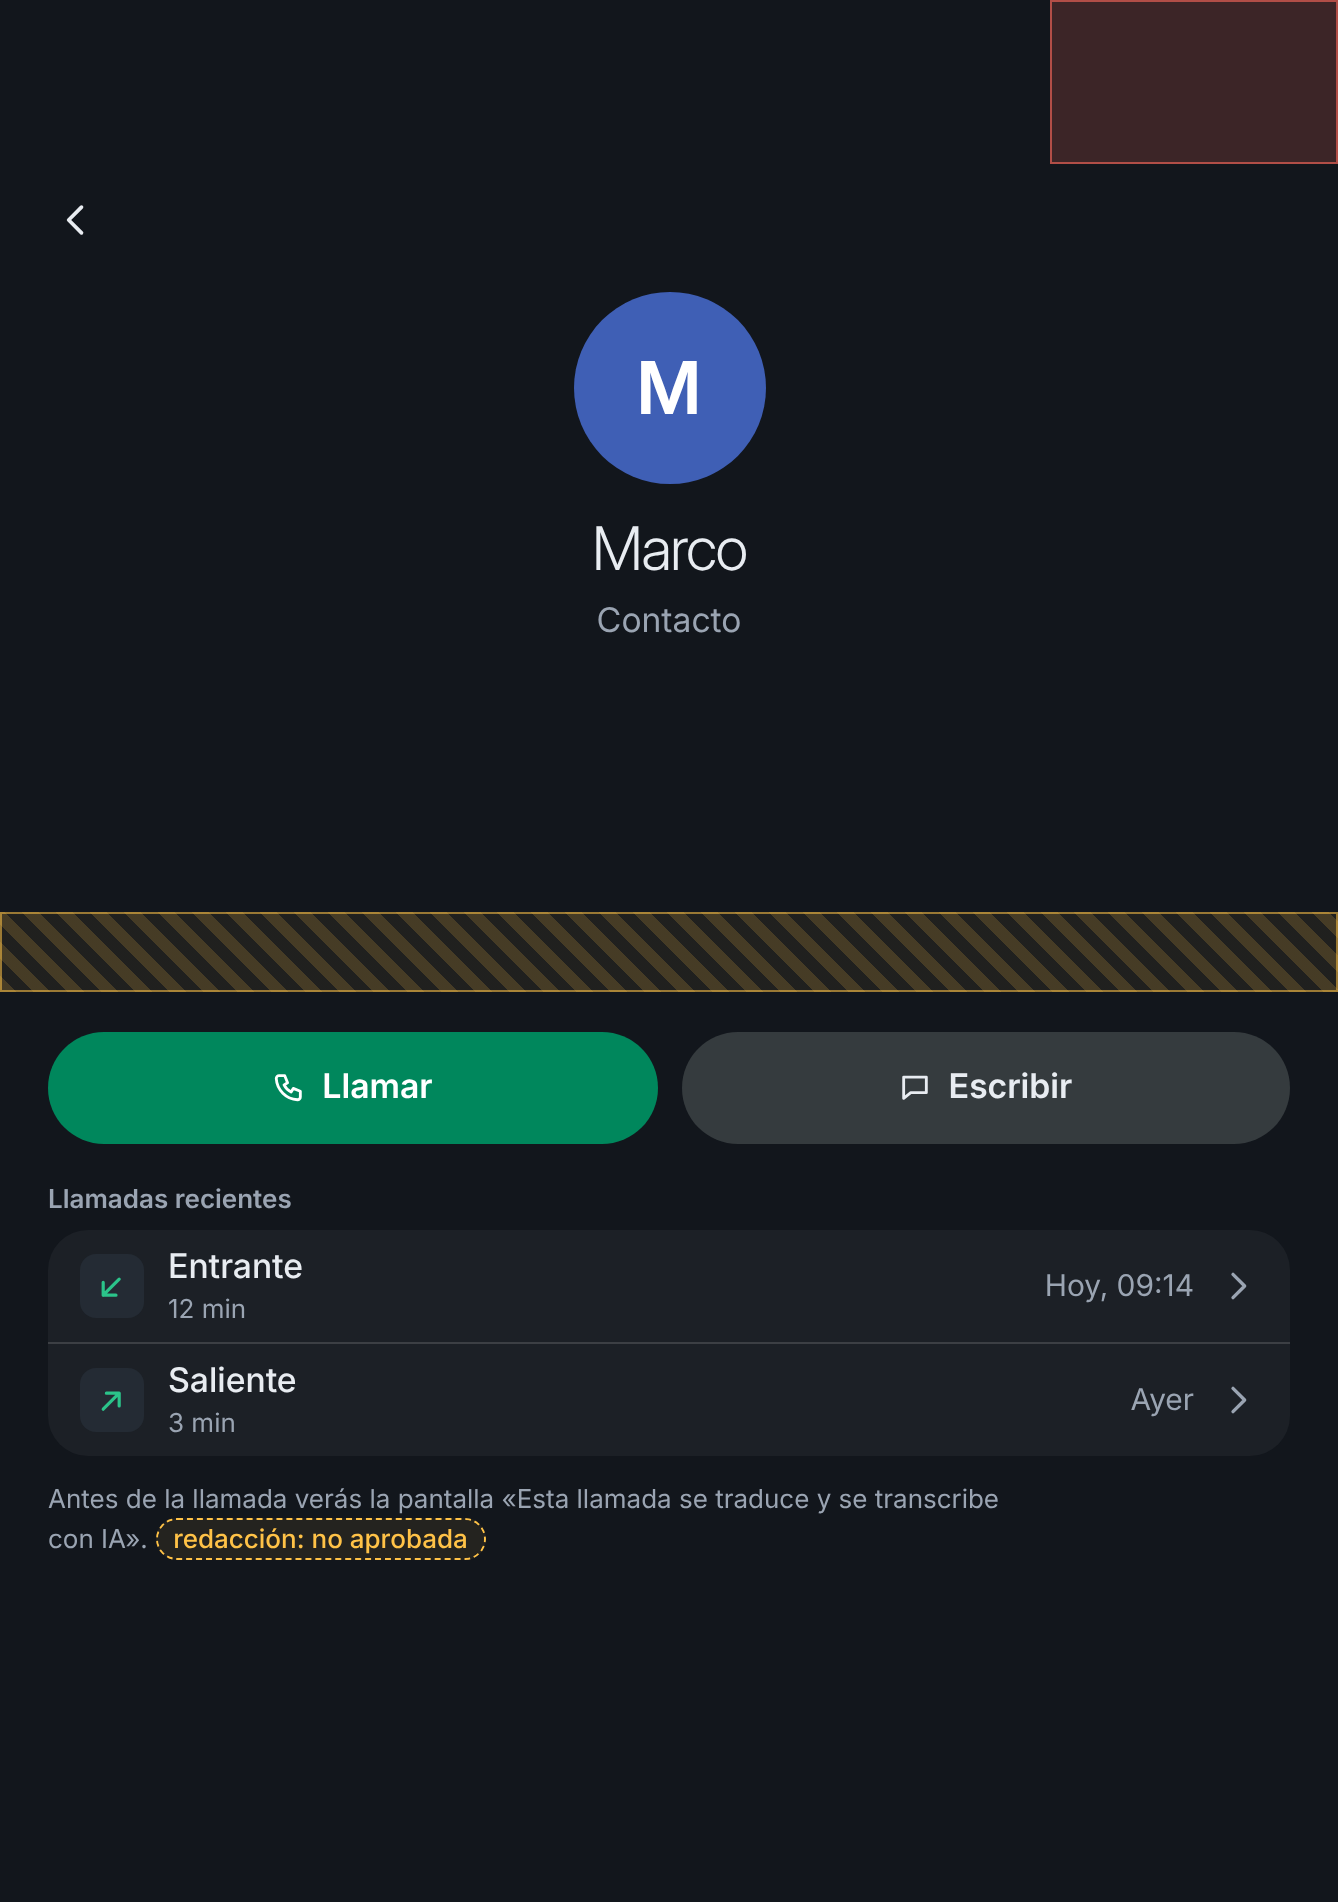 M
Marco
Contacto
Llamar
Escribir
Llamadas recientes
Entrante
12 min
Hoy, 09:14
Saliente
3 min
Ayer
Antes de la llamada verás la pantalla «Esta llamada se traduce y se transcribe
con IA». redacción: no aprobada